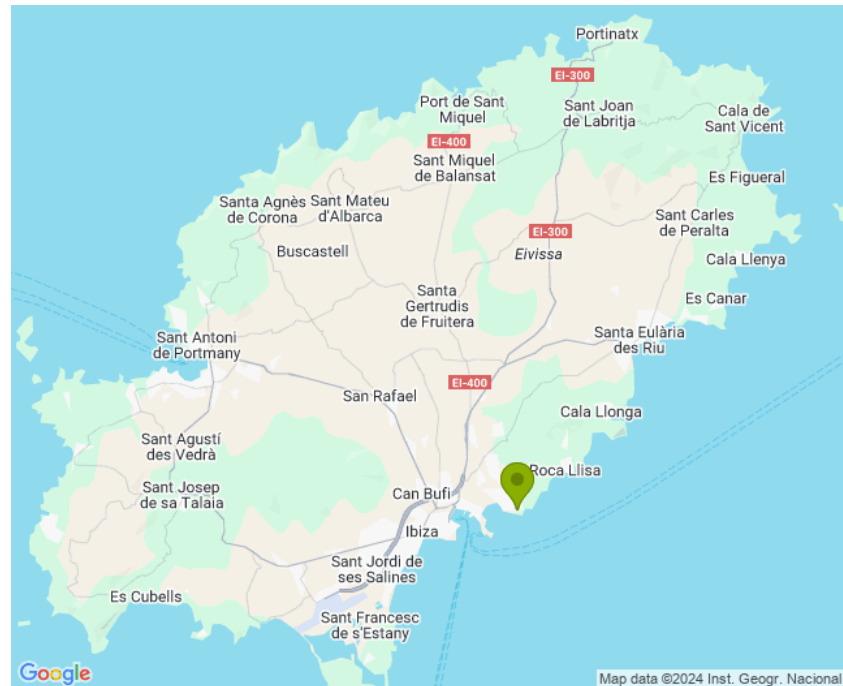 Portinatx
EI-300
Port de Sant
Miquel
Sant Joan
de Labritja
Cala de
Sant Vicent
EI-400
Sant Miquel
de Balansat
Es Figueral
Santa Agnès
de Corona
Sant Mateu
d'Albarca
Sant Carles
de Peralta
EI-300
Buscastell
Eivissa
Cala Llenya
Santa
Gertrudis
de Fruitera
Es Canar
Sant Antoni
de Portmany
Santa Eulària
des Riu
EI-400
San Rafael
Cala Llonga
Sant Agustí
des Vedrà
Roca Llisa
Sant Josep
de sa Talaia
Can Bufi
Ibiza
Sant Jordi de
ses Salines
Es Cubells
Sant Francesc
de s'Estany
Google
Map data ©2024 Inst. Geogr. Nacional